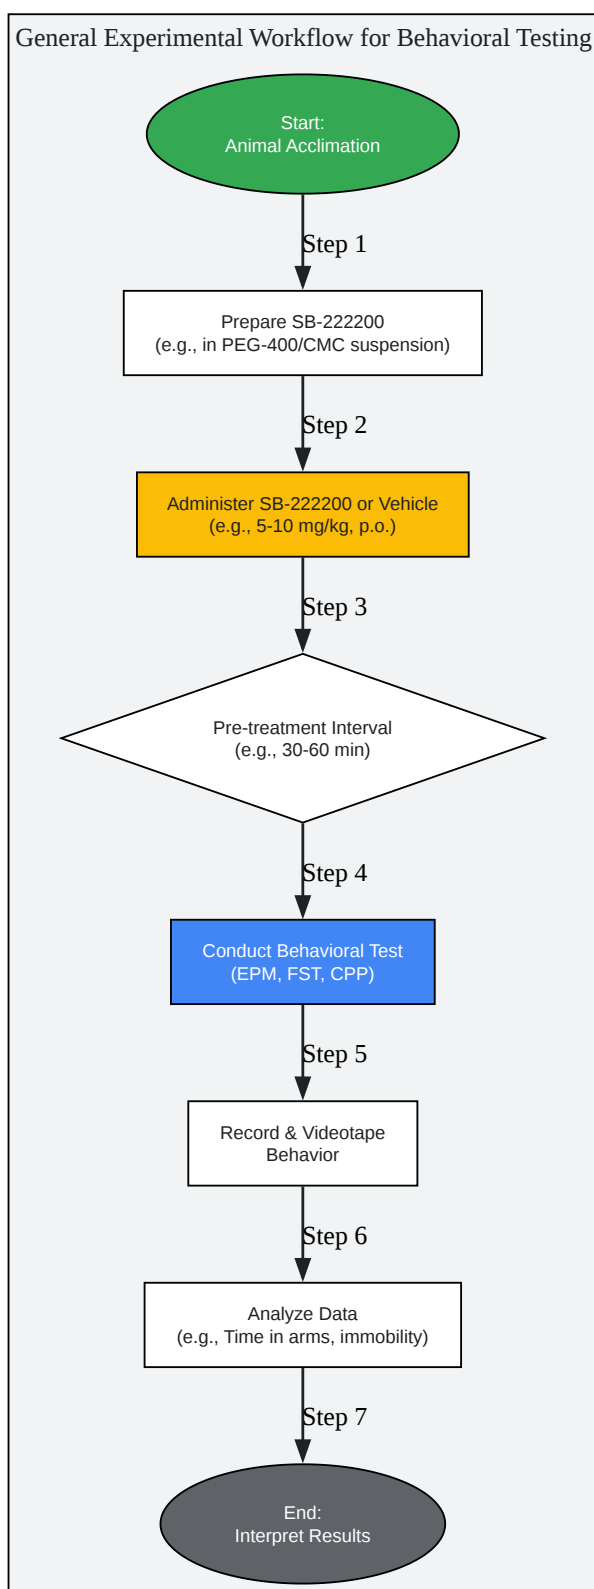 General Experimental Workflow for Behavioral Testing
Start:
Animal Acclimation
Step 1
Prepare SB-222200
(e.g., in PEG-400/CMC suspension)
Step 2
Administer SB-222200 or Vehicle
(e.g., 5-10 mg/kg, p.o.)
Step 3
Pre-treatment Interval
(e.g., 30-60 min)
Step 4
Conduct Behavioral Test
(EPM, FST, CPP)
Step 5
Record & Videotape
Behavior
Step 6
Analyze Data
(e.g., Time in arms, immobility)
Step 7
End:
Interpret Results